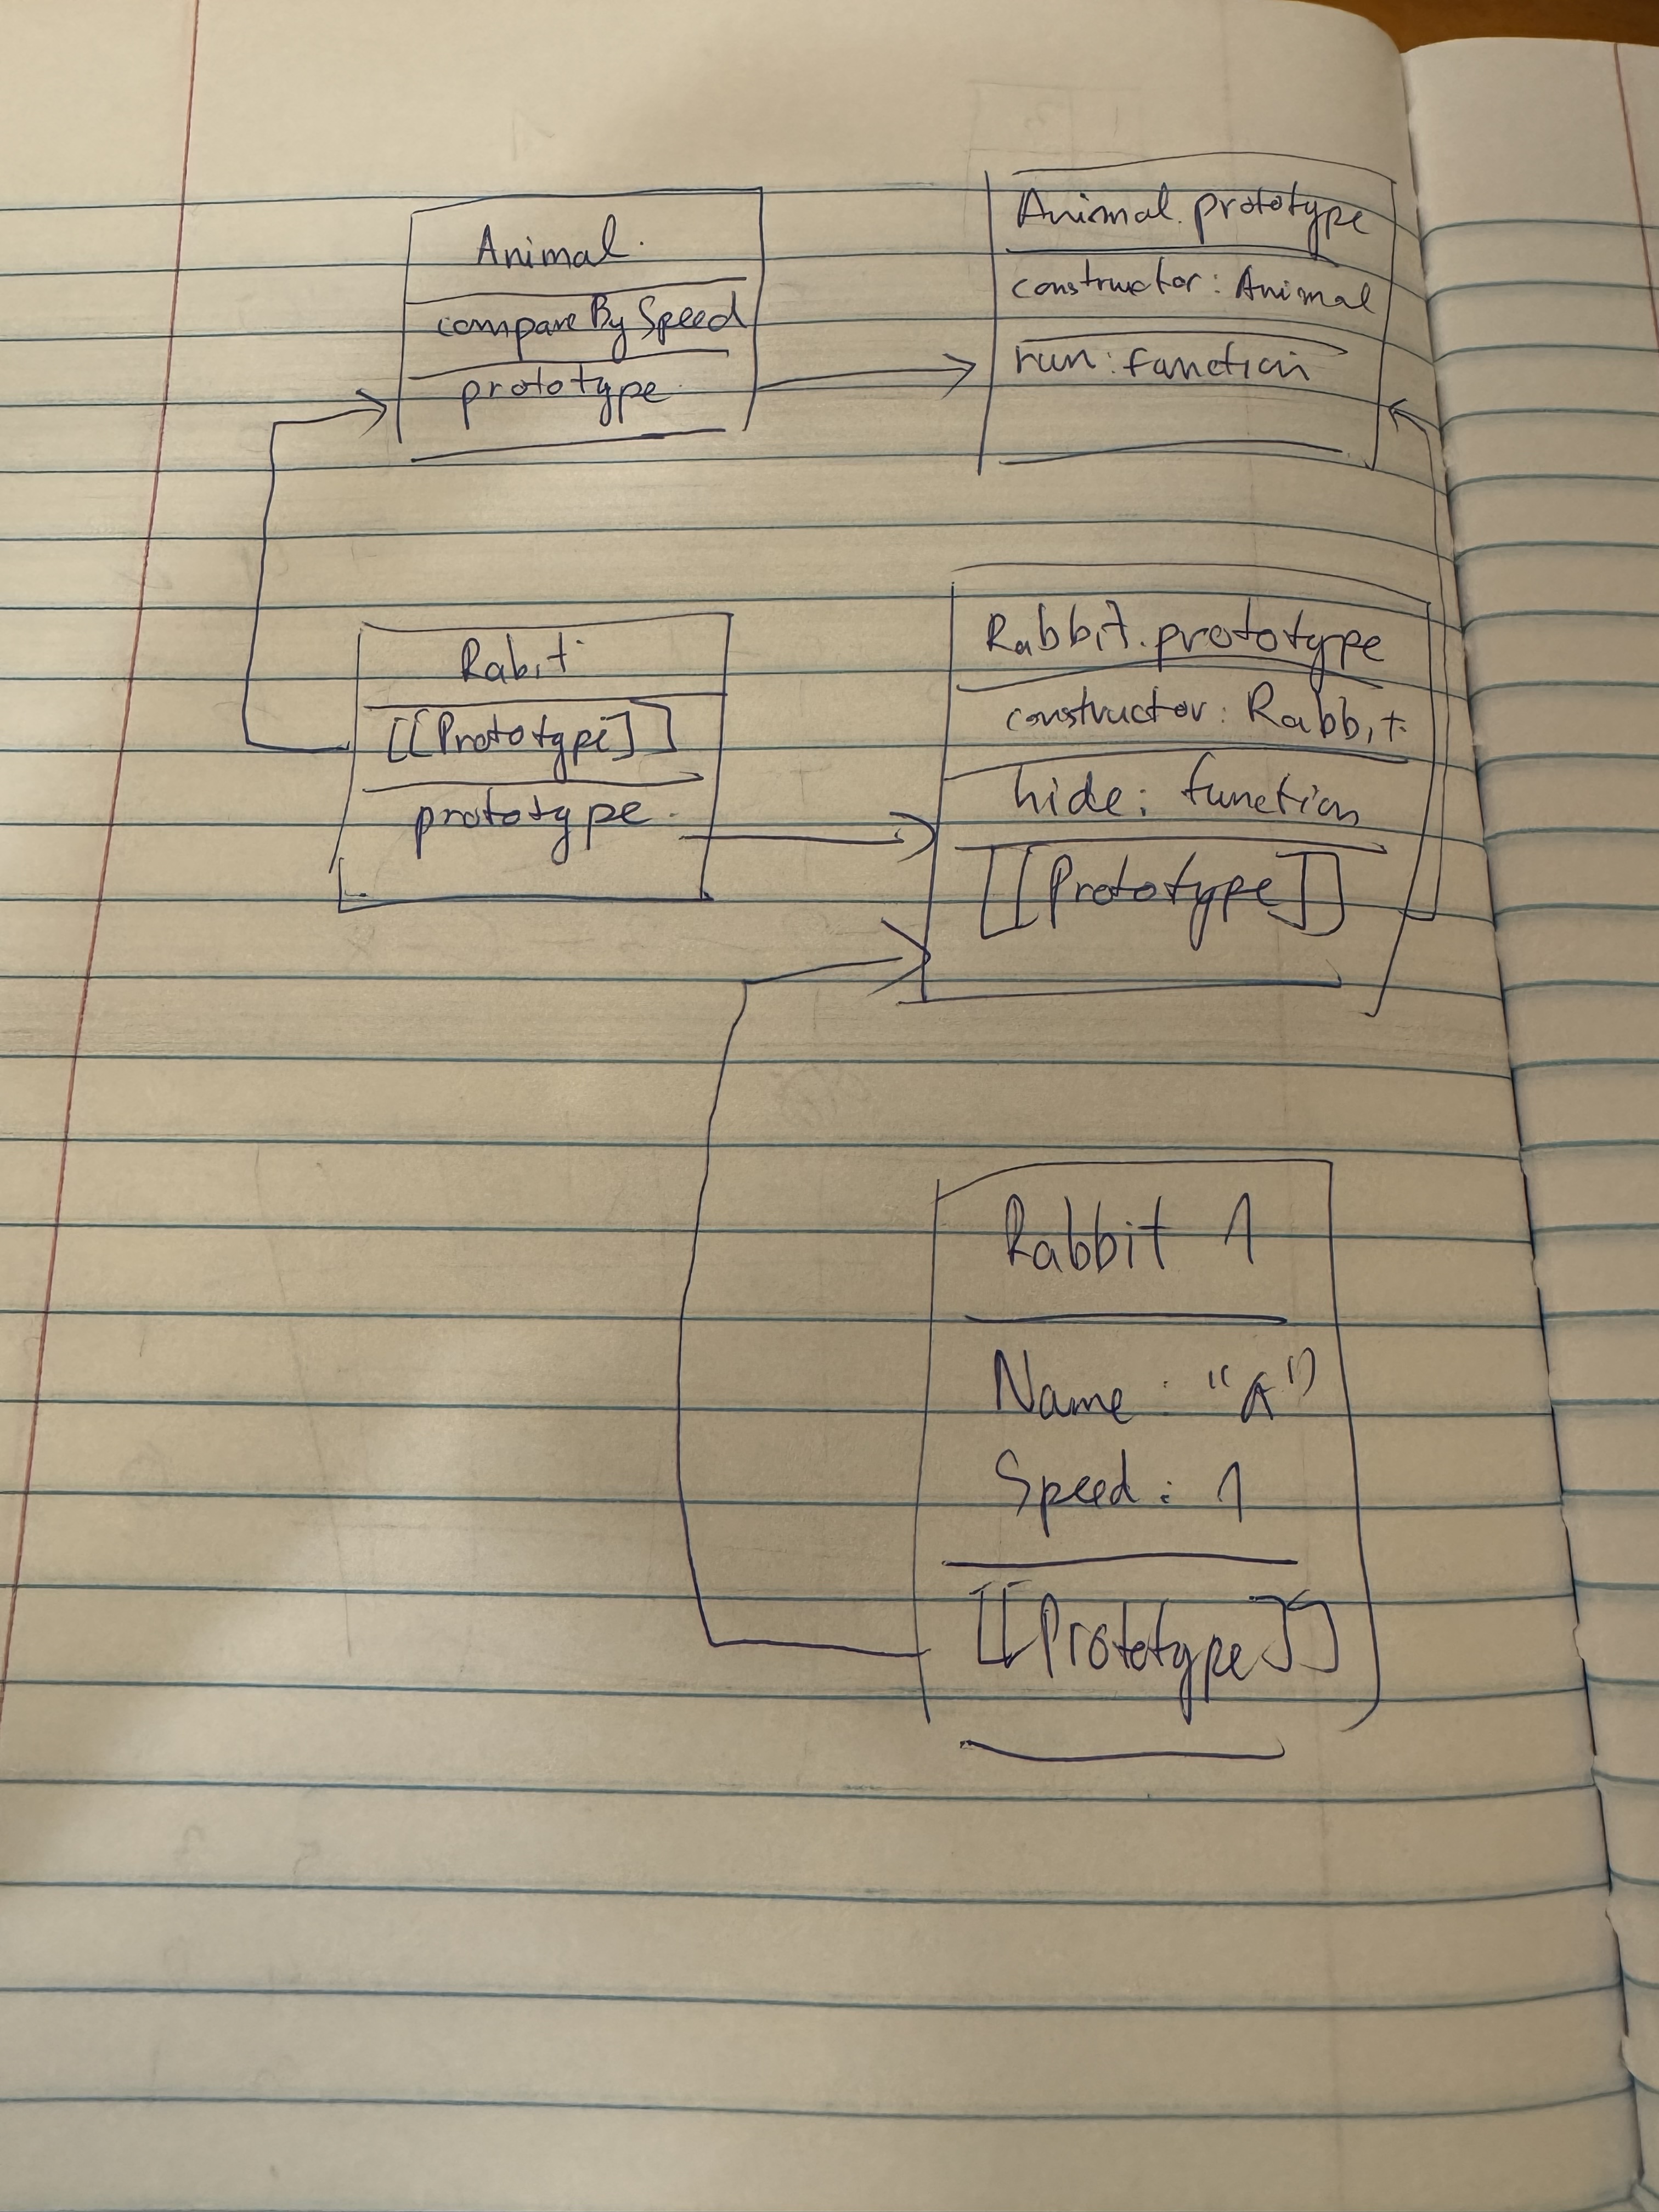 Animal
compareBySpeed
prototype
Animal.prototype
constructor: Animal
run: function
Rabit
[[Prototype]]
prototype
Rabbit.prototype
constructor: Rabbit
hide: function
[[Prototype]]
Rabbit 1
Name: "A"
Speed: 1
[[Prototype]]